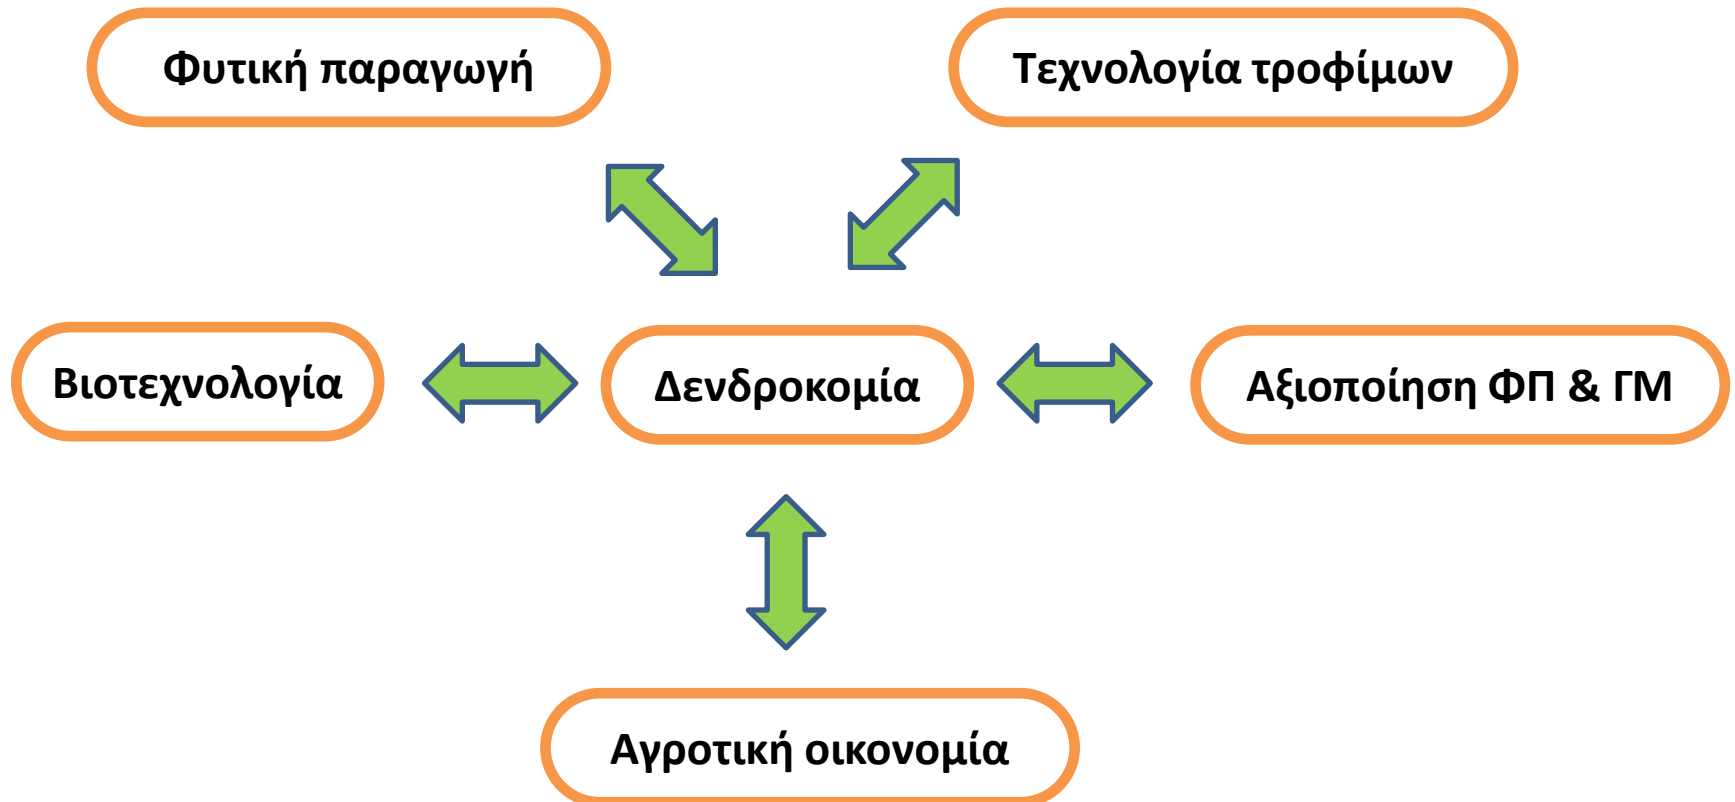 Φυτική παραγωγή
Τεχνολογία τροφίμων
Βιοτεχνολογία
Δενδροκομία
Αξιοποίηση ΦΠ & ΓΜ
Αγροτική οικονομία